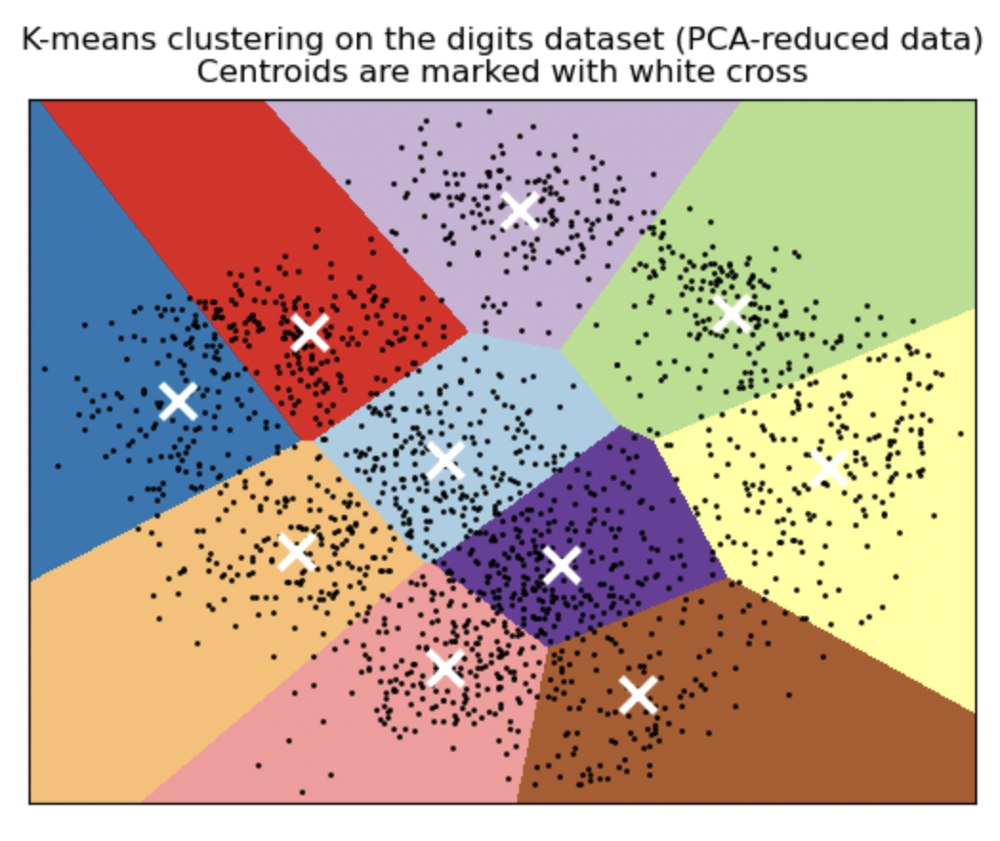 K-means clustering on the digits dataset (PCA-reduced data)
Centroids are marked with white cross